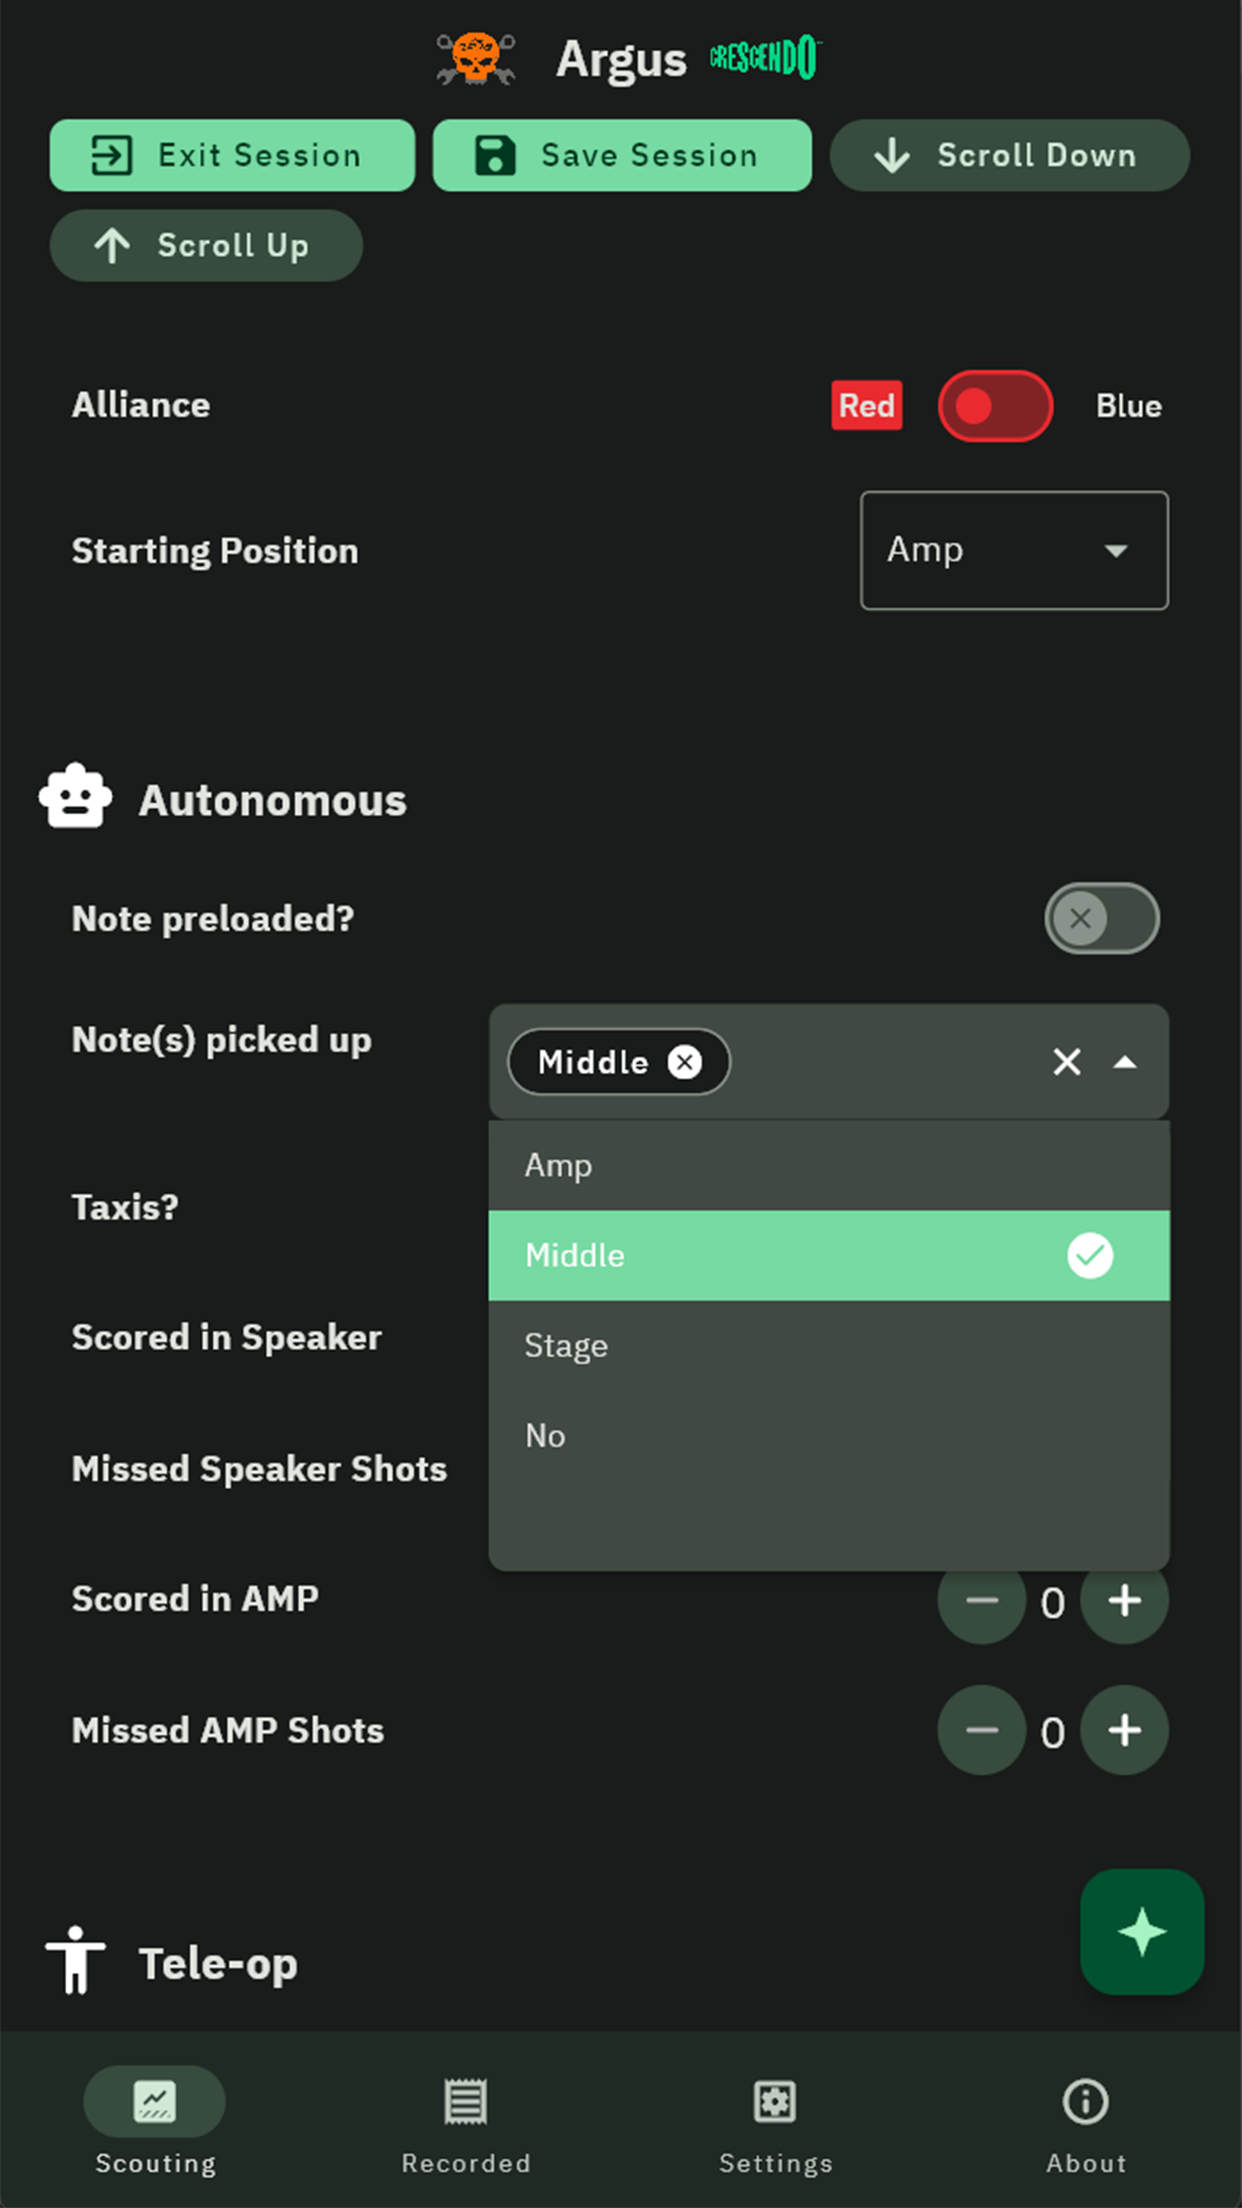 Argus CRESCENDO
Exit Session
Save Session
Scroll Down
Scroll Up
Alliance
Red
Blue
Starting Position
Amp
Autonomous
Note preloaded?
Note(s) picked up
Middle
Amp
Taxis?
Middle
Scored in Speaker
Stage
No
Missed Speaker Shots
Scored in AMP
0
Missed AMP Shots
0
Tele-op
Scouting
Recorded
Settings
About